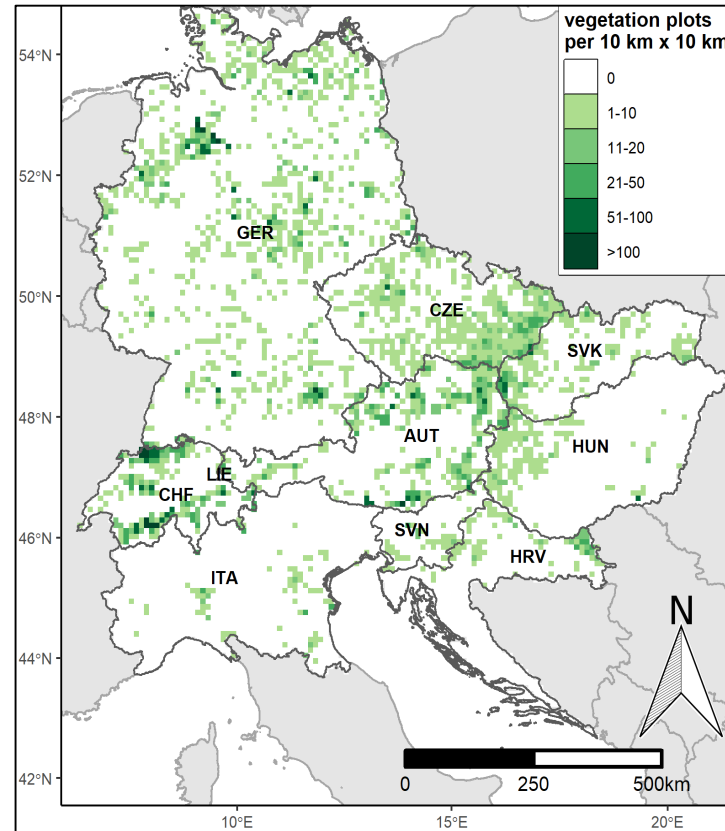 vegetation plots
per 10 km x 10 km
0
1-10
11-20
21-50
51-100
>100
54°N
52°N
50°N
48°N
46°N
44°N
42°N
GER
CZE
SVK
AUT
HUN
LIE
CHF
SVN
HRV
ITA
N
0 250 500km
10°E 15°E 20°E